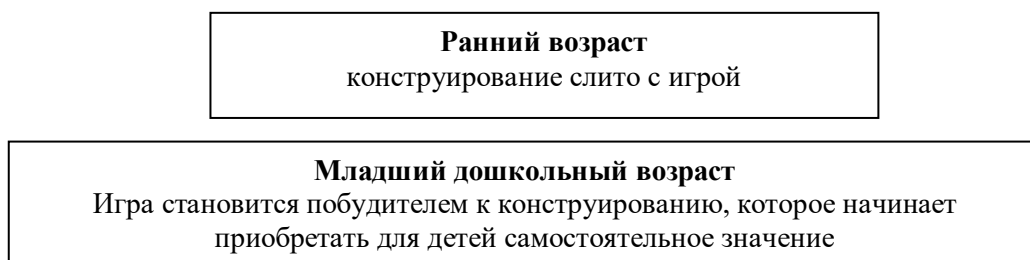 Ранний возраст
конструирование слито с игрой
Младший дошкольный возраст
Игра становится побудителем к конструированию, которое начинает
приобретать для детей самостоятельное значение